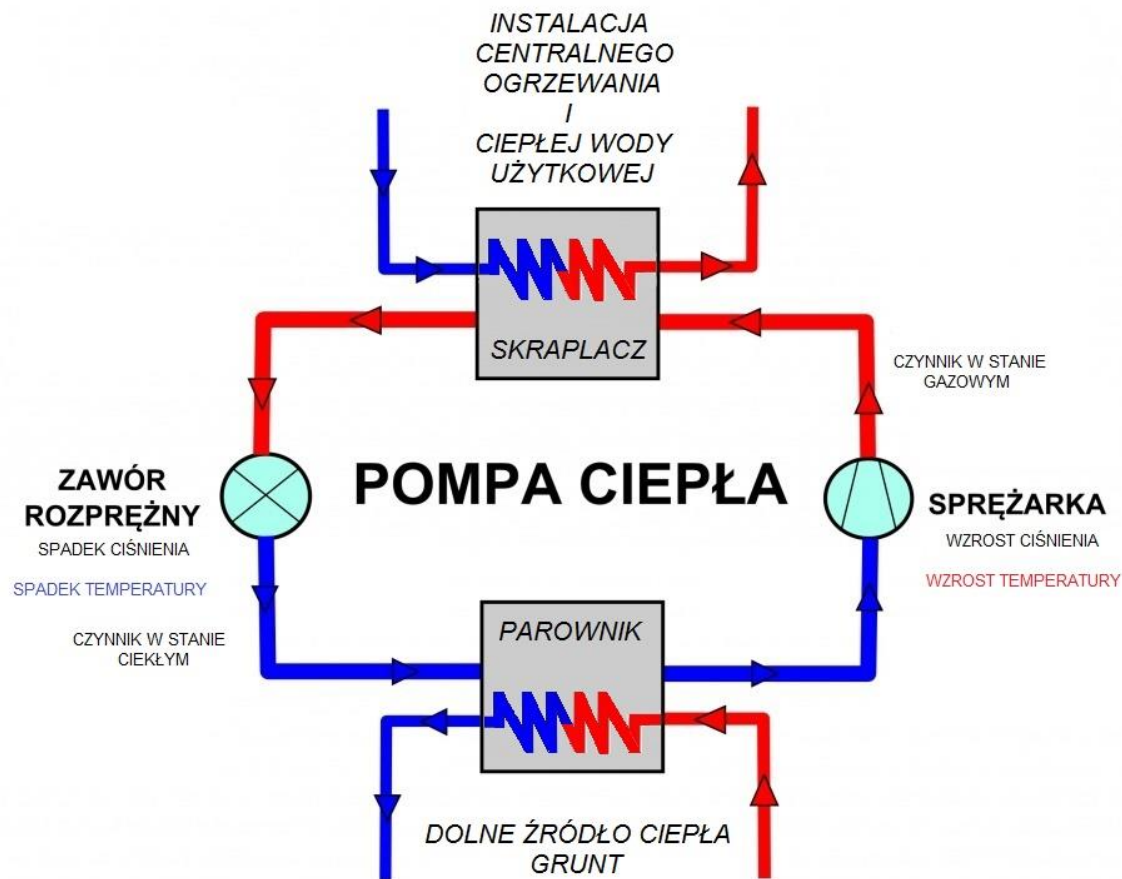 INSTALACJA
CENTRALNEGO
OGRZEWANIA
I
CIEPŁEJ WODY
UŻYTKOWEJ
SKRAPLACZ
CZYNNIK W STANIE
GAZOWYM
ZAWÓR
ROZPRĘŻNY
SPADEK CIŚNIENIA
SPADEK TEMPERATURY
CZYNNIK W STANIE
CIEKŁYM
POMPA CIEPŁA
SPRĘŻARKA
WZROST CIŚNIENIA
WZROST TEMPERATURY
PAROWNIK
DOLNE ŹRÓDŁO CIEPŁA
GRUNT